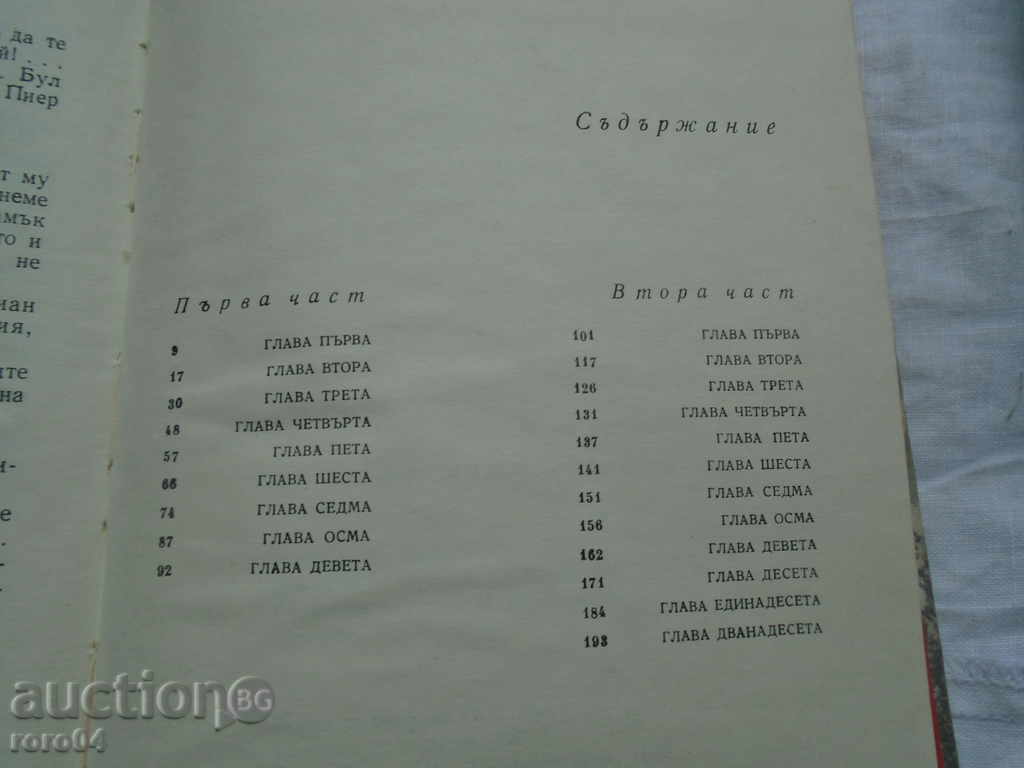 да те
й! . . .
- Бул
Пиер
т му
неме
мък
то и
не
иан
ия,
ите
на
и-
е
Съдържание
Първа част
9 ГЛАВА ПЪРВА
17 ГЛАВА ВТОРА
30 ГЛАВА ТРЕТА
48 ГЛАВА ЧЕТВЪРТА
57 ГЛАВА ПЕТА
66 ГЛАВА ШЕСТА
74 ГЛАВА СЕДМА
87 ГЛАВА ОСМА
92 ГЛАВА ДЕВЕТА
Втора част
101 ГЛАВА ПЪРВА
117 ГЛАВА ВТОРА
126 ГЛАВА ТРЕТА
131 ГЛАВА ЧЕТВЪРТА
137 ГЛАВА ПЕТА
141 ГЛАВА ШЕСТА
151 ГЛАВА СЕДМА
156 ГЛАВА ОСМА
162 ГЛАВА ДЕВЕТА
171 ГЛАВА ДЕСЕТА
184 ГЛАВА ЕДИНАДЕСЕТА
193 ГЛАВА ДВАНАДЕСЕТА
auction BG
roro04